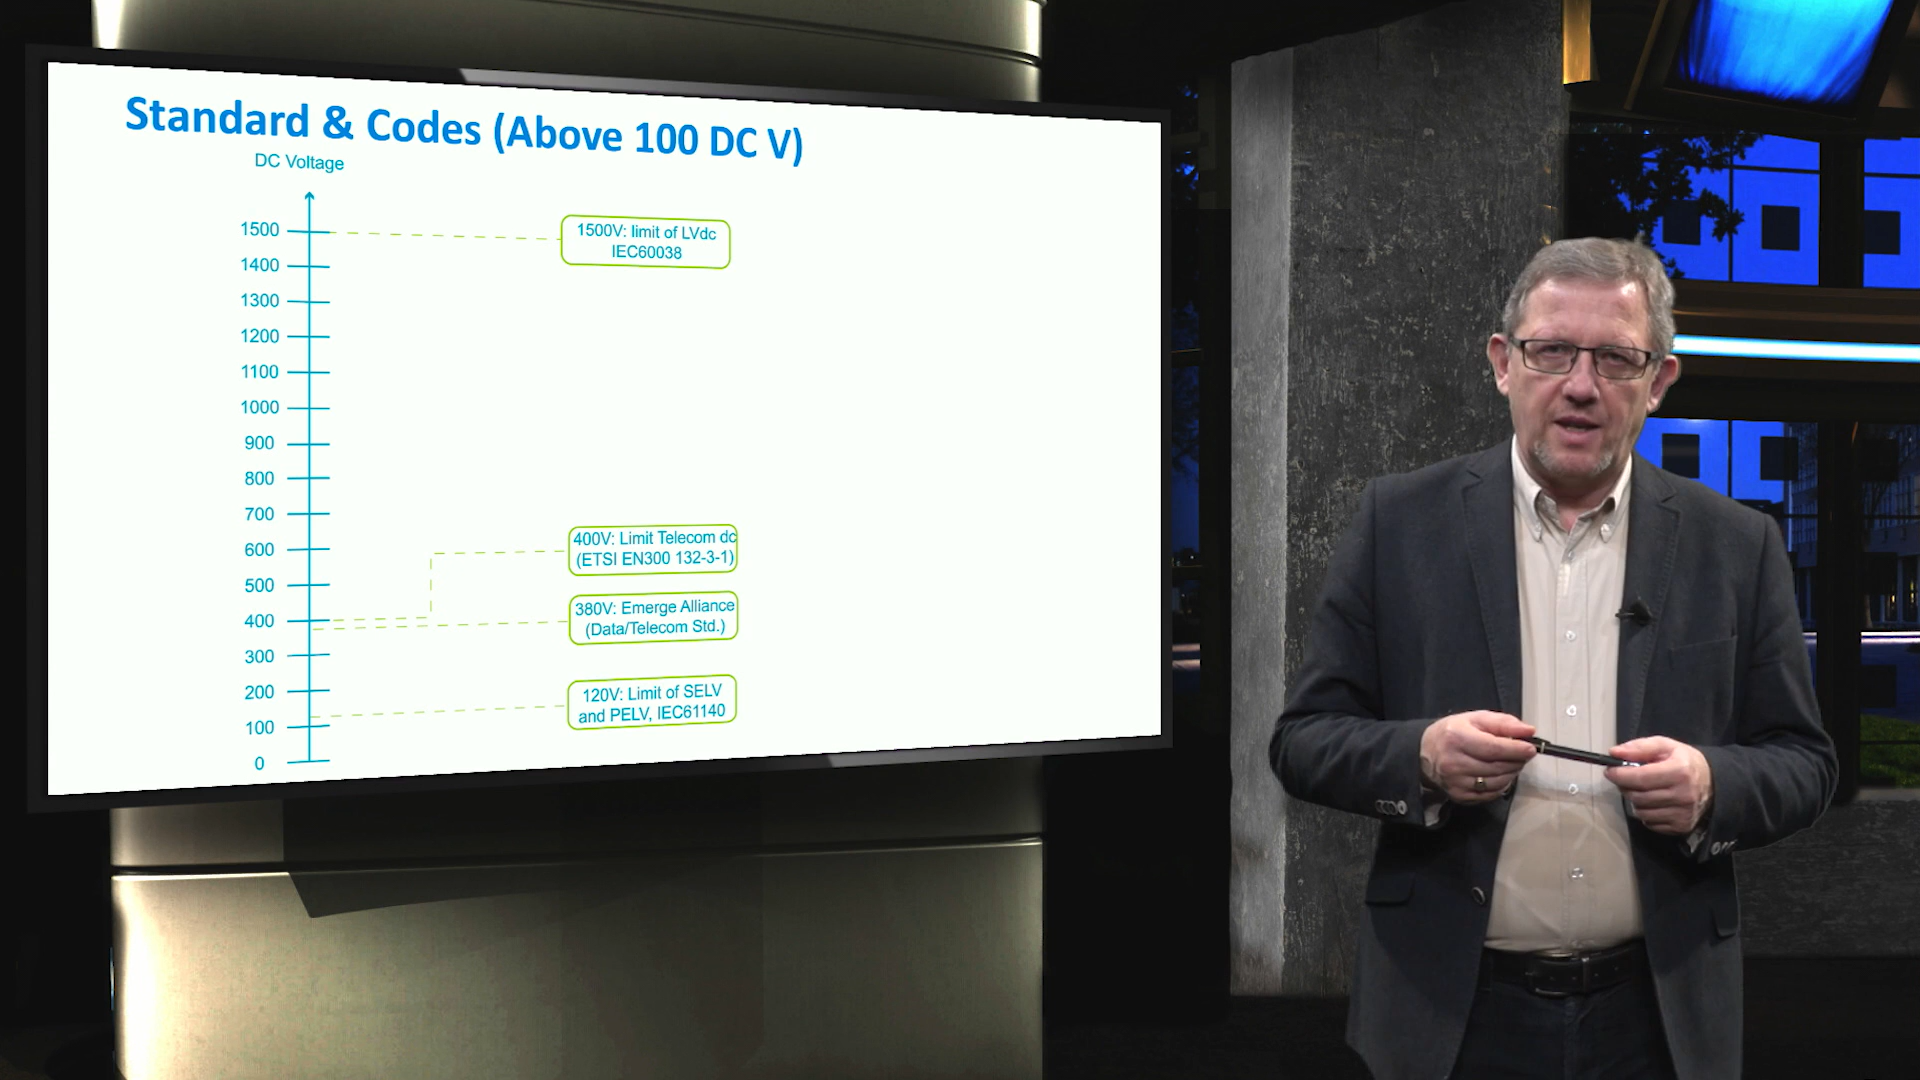 Standard & Codes (Above 100 DC V)
DC Voltage
1500
1400
1300
1200
1100
1000
900
800
700
600
500
400
300
200
100
0
1500V: limit of LVdc
IEC60038
400V: Limit Telecom dc
(ETSI EN300 132-3-1)
380V: Emerge Alliance
(Data/Telecom Std.)
120V: Limit of SELV
and PELV, IEC61140